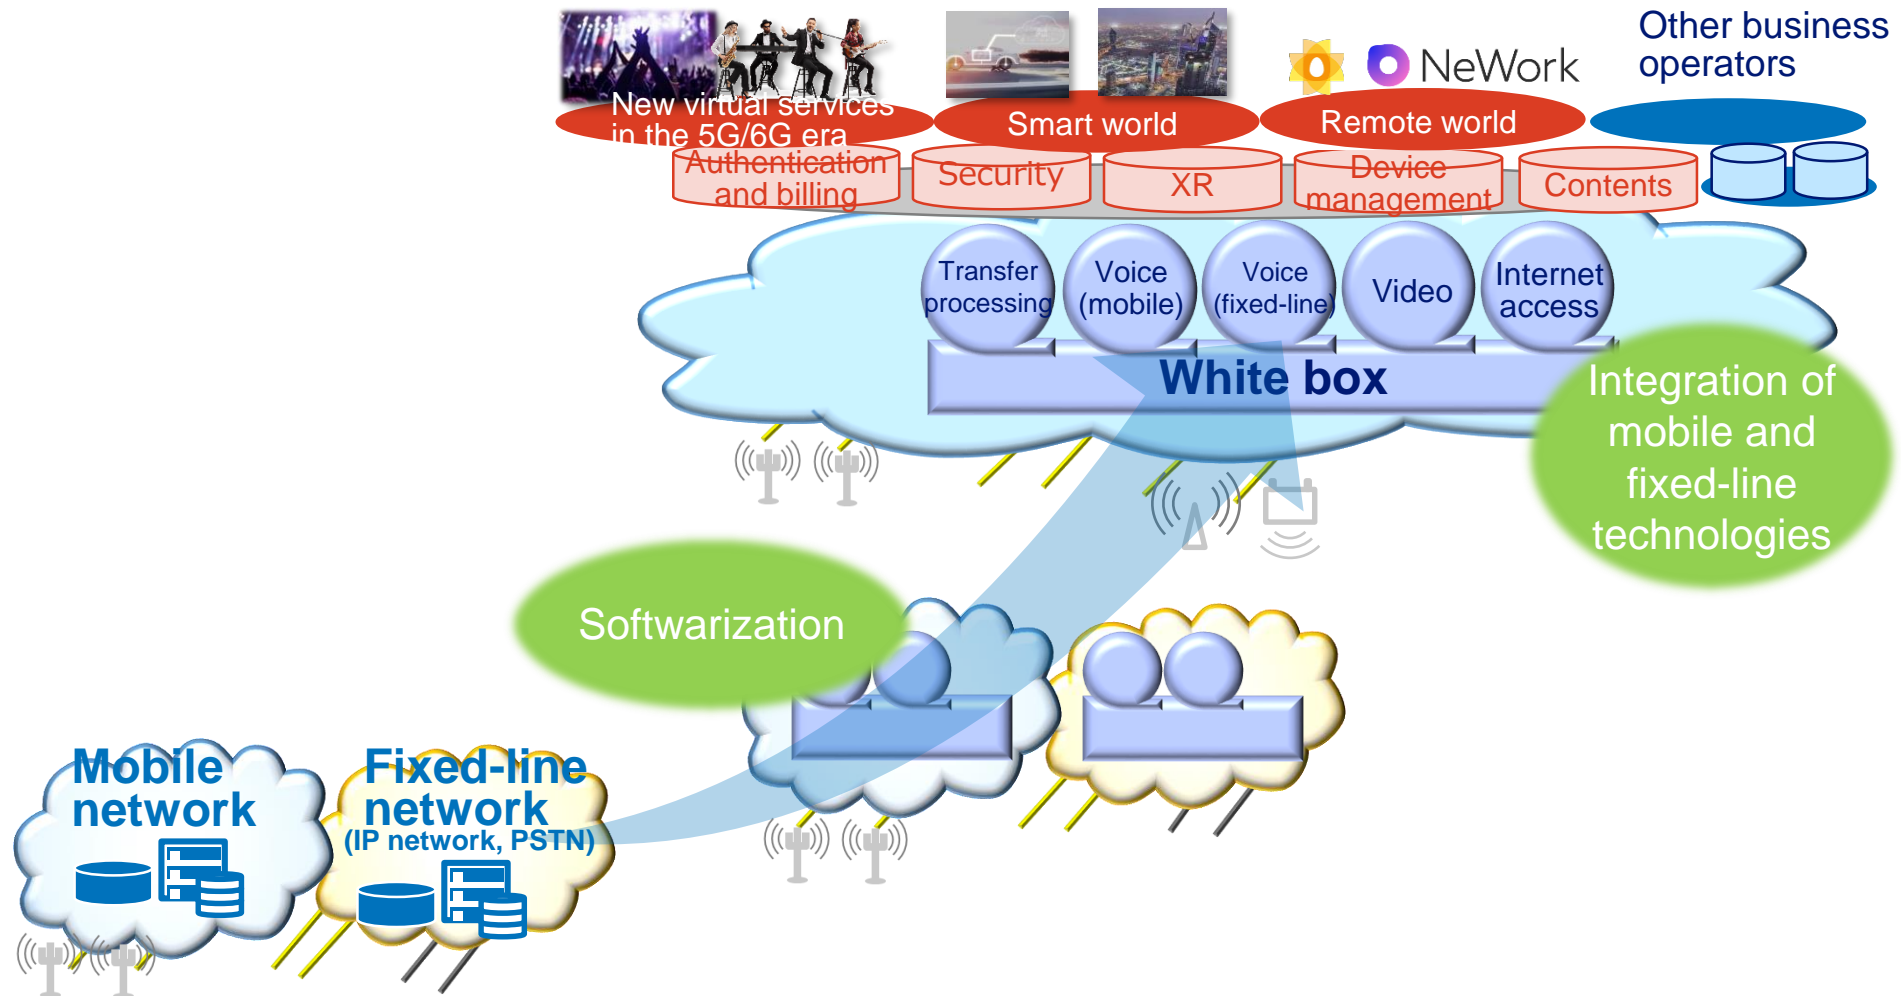 Other business
operators
NeWork
New virtual services
in the 5G/6G era
Smart world
Remote world
Authentication
and billing
Security
XR
Device
management
Contents
Transfer
processing
Voice
(mobile)
Voice
(fixed-line)
Video
Internet
access
White box
Integration of
mobile and
fixed-line
technologies
Softwarization
Mobile
network
Fixed-line
network
(IP network, PSTN)